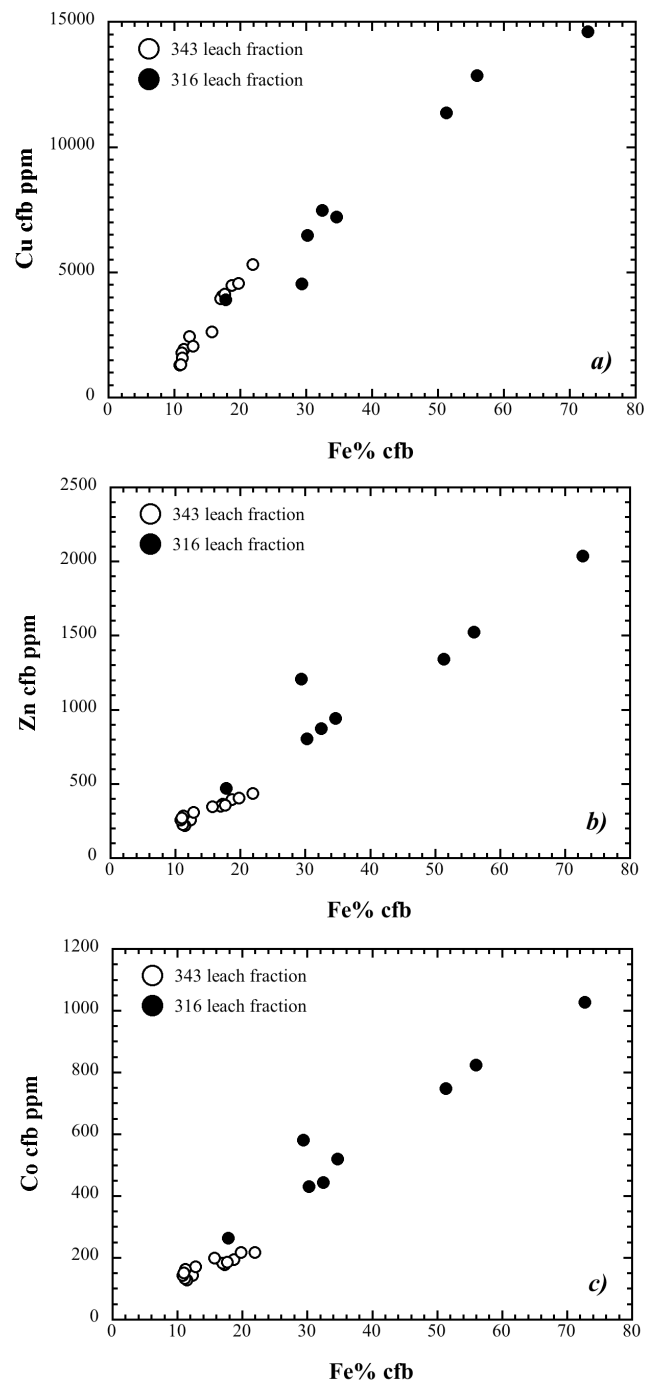 15000
343 leach fraction
316 leach fraction
10000
Cu cfb ppm
5000
a)
0
0 10 20 30 40 50 60 70 80
Fe% cfb
2500
343 leach fraction
316 leach fraction
2000
1500
Zn cfb ppm
1000
500
b)
0
0 10 20 30 40 50 60 70 80
Fe% cfb
1200
343 leach fraction
316 leach fraction
1000
800
Co cfb ppm
600
400
200
c)
0
0 10 20 30 40 50 60 70 80
Fe% cfb